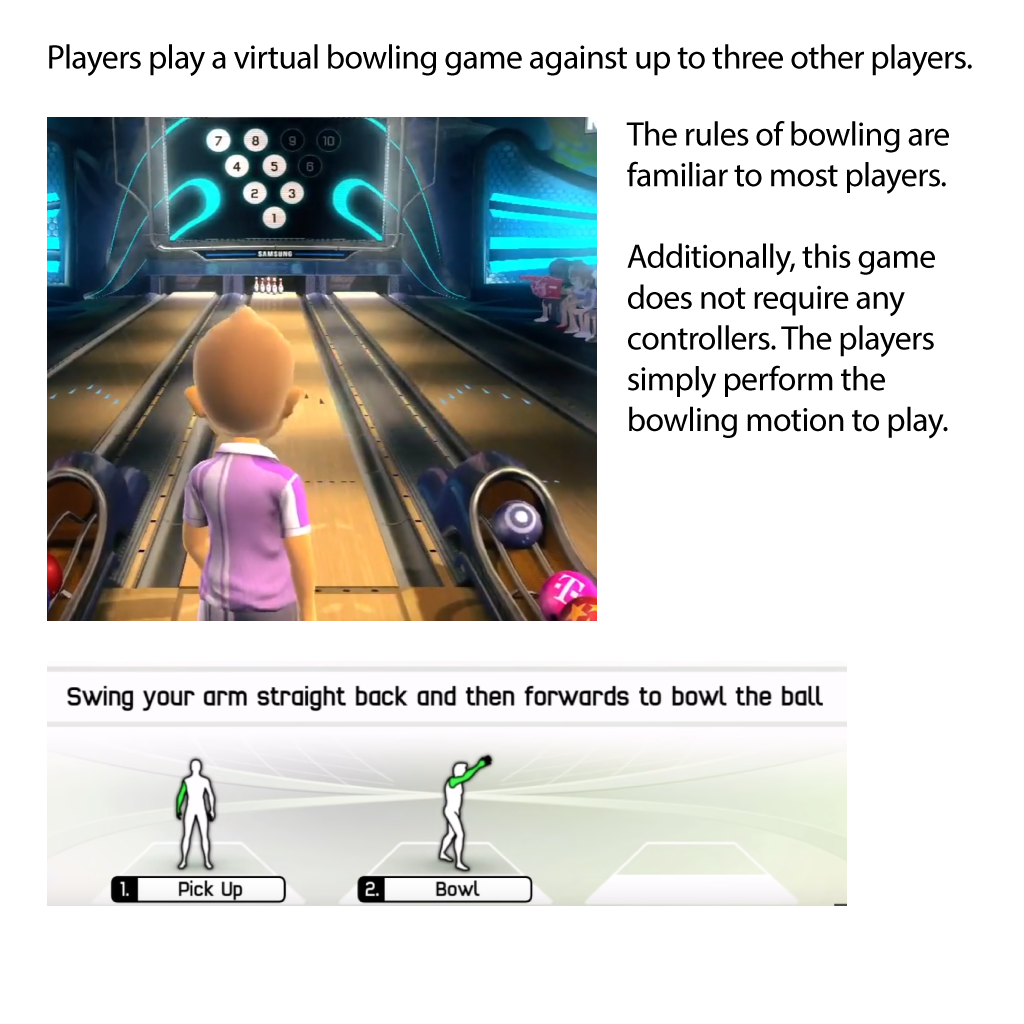 Players play a virtual bowling game against up to three other players.
7 8 9 10
4 5 6
2 3
1
SAMSUNG
T
The rules of bowling are
familiar to most players.
Additionally, this game
does not require any
controllers. The players
simply perform the
bowling motion to play.
Swing your arm straight back and then forwards to bowl the ball
1. Pick Up
2. Bowl